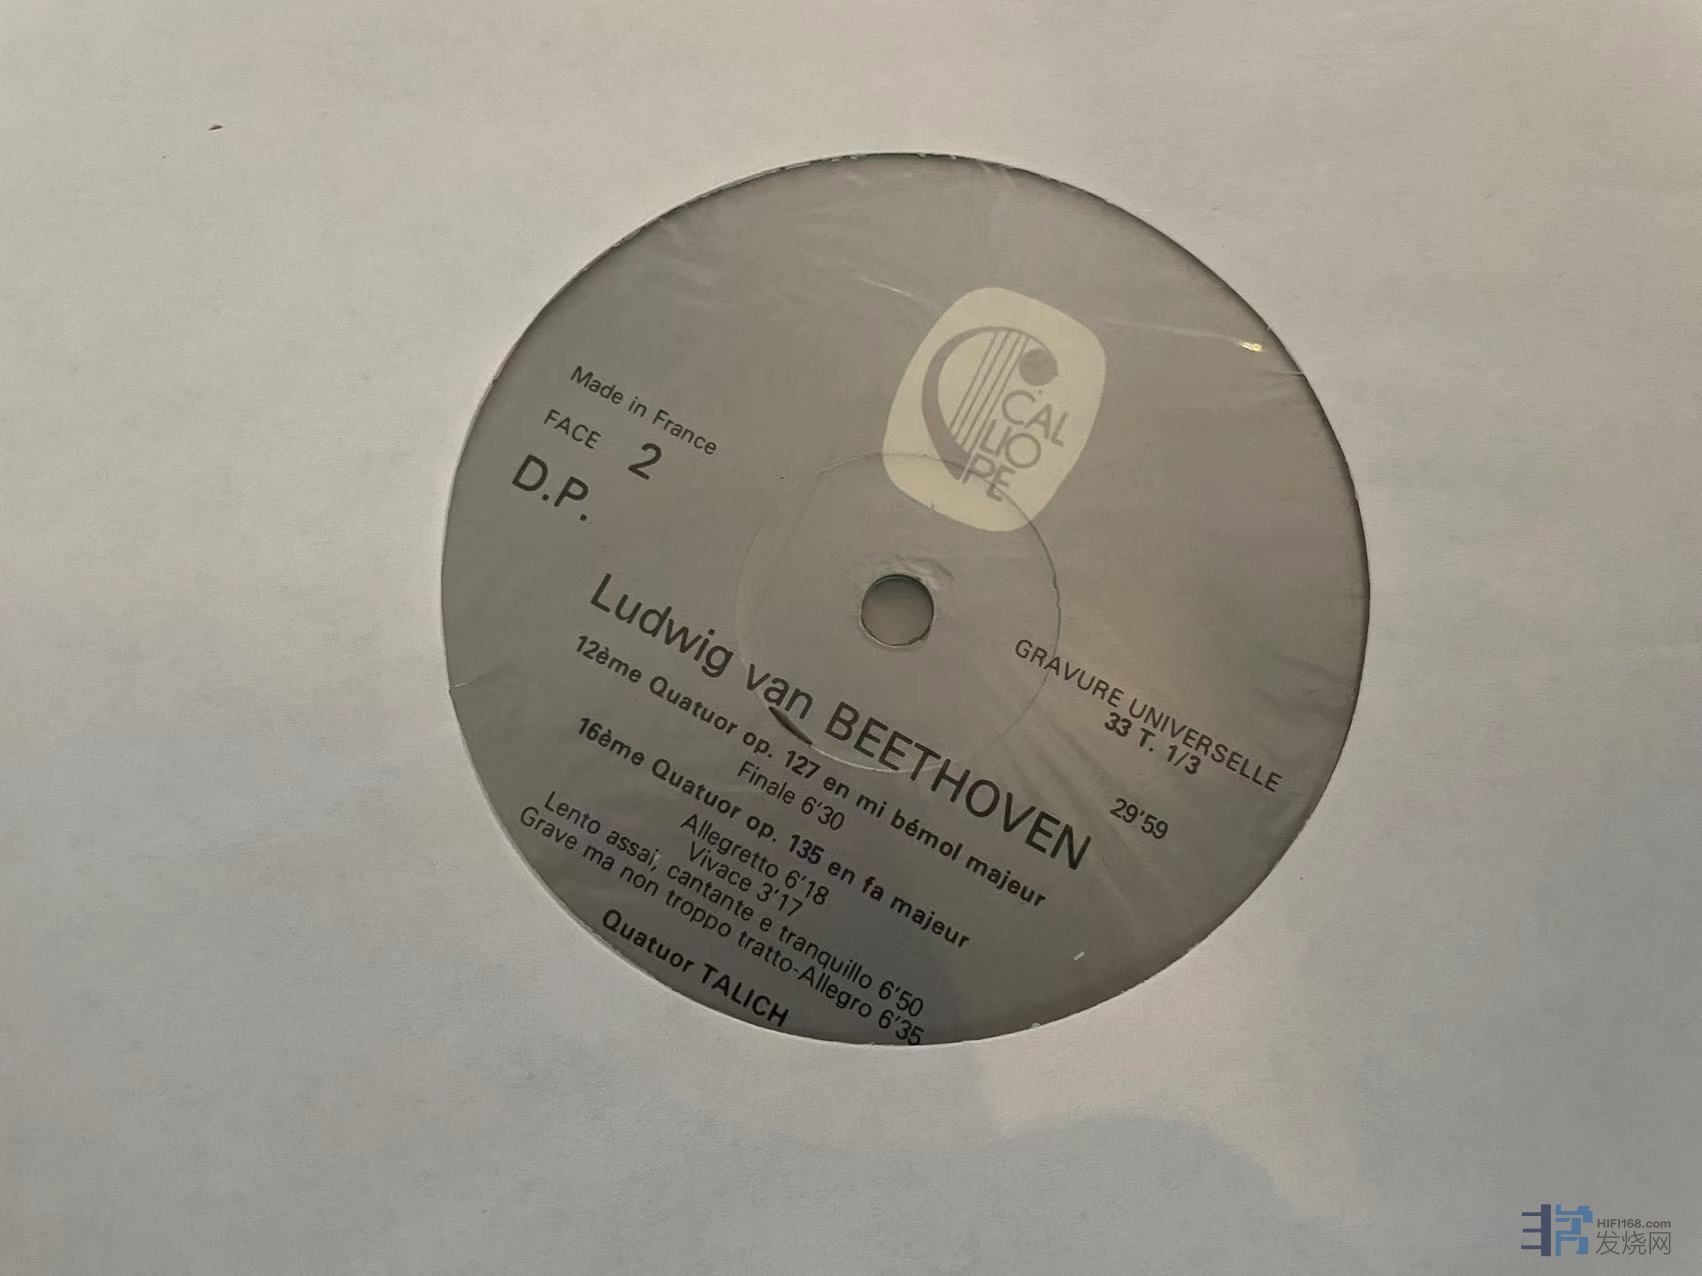 CAL
LIO
PE
Made in France
FACE 2
D.P.
GRAVURE UNIVERSELLE
33 T. 1/3
29'59
Ludwig van BEETHOVEN
12ème Quatuor op. 127 en mi bémol majeur
Finale 6'30
16ème Quatuor op. 135 en fa majeur
Allegretto 6'18
Vivace 3'17
Lento assai, cantante e tranquillo 6'50
Grave ma non troppo tratto-Allegro 6'35
Quatuor TALICH
HIFI168.com
发烧网